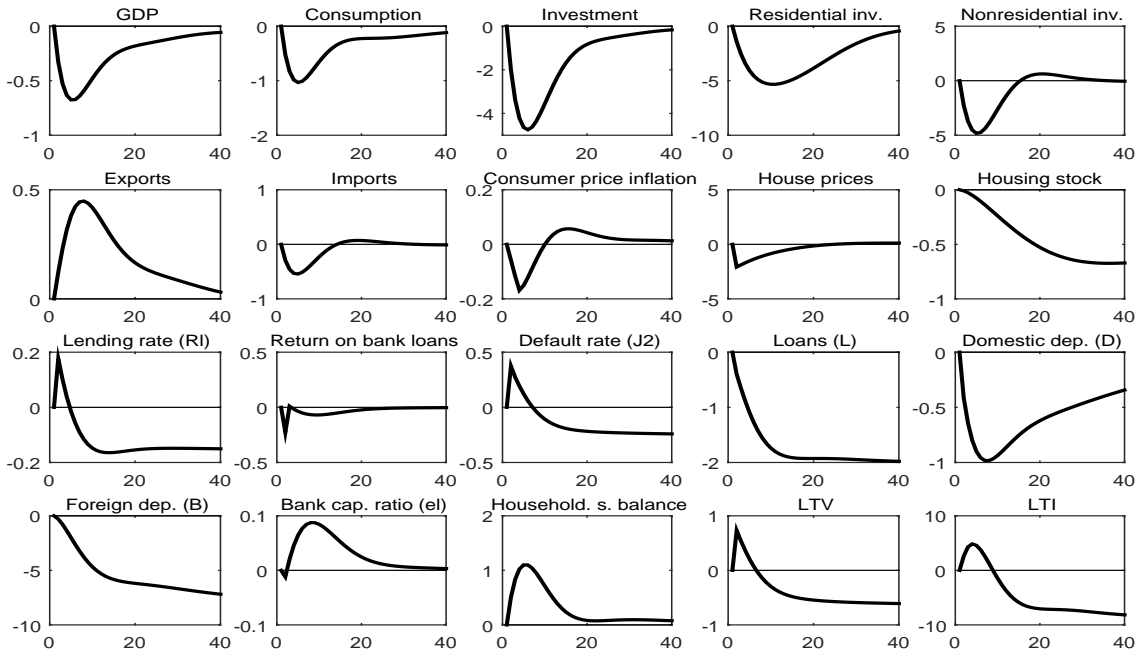 GDP
0
-0.5
-1
0 20 40
Consumption
0
-1
-2
0 20 40
Investment
0
-2
-4
0 20 40
Residential inv.
0
-5
-10
0 20 40
Nonresidential inv.
5
0
-5
0 20 40
Exports
0.5
0
0 20 40
Imports
1
0
-1
0 20 40
Consumer price inflation
0.2
0
-0.2
0 20 40
House prices
5
0
-5
0 20 40
Housing stock
0
-0.5
-1
0 20 40
Lending rate (Rl)
0.2
0
-0.2
0 20 40
Return on bank loans
0.5
0
-0.5
0 20 40
Default rate (J2)
0.5
0
-0.5
0 20 40
Loans (L)
0
-1
-2
0 20 40
Domestic dep. (D)
0
-0.5
-1
0 20 40
Foreign dep. (B)
0
-5
-10
0 20 40
Bank cap. ratio (el)
0.1
0
-0.1
0 20 40
Household. s. balance
2
1
0
0 20 40
LTV
1
0
-1
0 20 40
LTI
10
0
-10
0 20 40